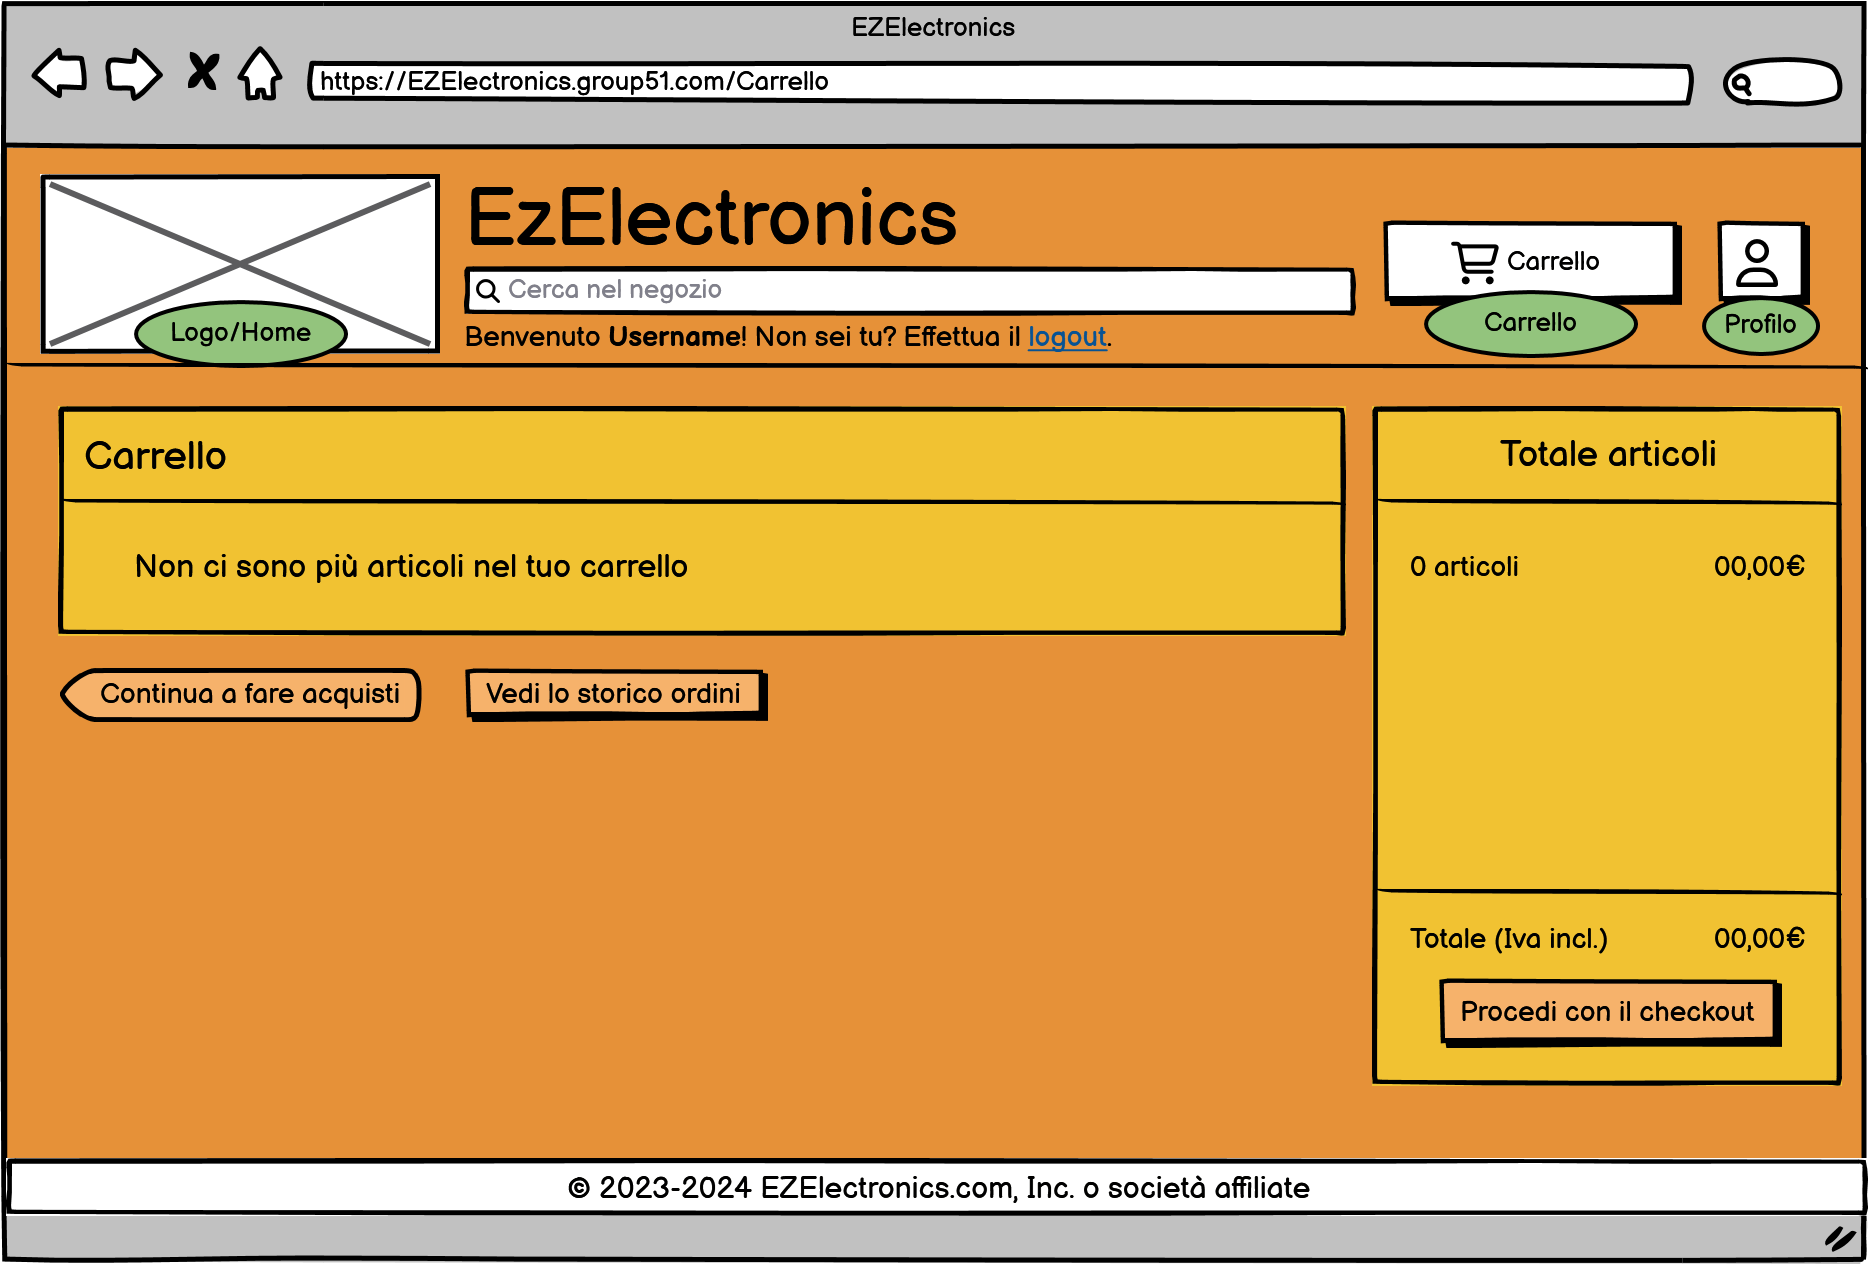 EZElectronics
https://EZElectronics.group51.com/Carrello
EzElectronics
Cerca nel negozio
Benvenuto Username! Non sei tu? Effettua il logout.
Logo/Home
Carrello
Carrello
Profilo
Carrello
Non ci sono più articoli nel tuo carrello
Continua a fare acquisti
Vedi lo storico ordini
Totale articoli
0 articoli 00,00€
Totale (Iva incl.) 00,00€
Procedi con il checkout
© 2023-2024 EZElectronics.com, Inc. o società affiliate